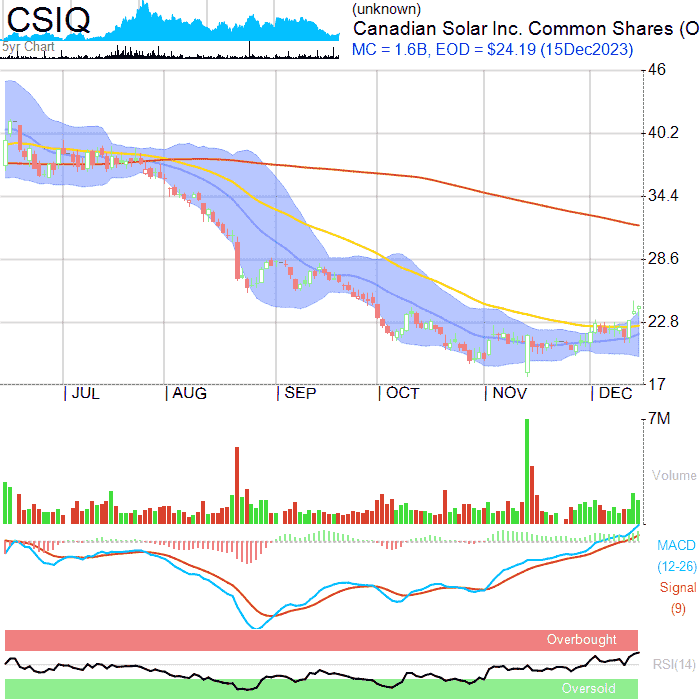 CSIQ
5yr Chart
(unknown)
Canadian Solar Inc. Common Shares (O
MC = 1.6B, EOD = $24.19 (15Dec2023)
46
40.2
34.4
28.6
22.8
17
JUL AUG SEP OCT NOV DEC
7M
Volume
MACD
(12-26)
Signal
(9)
Overbought
RSI(14)
Oversold